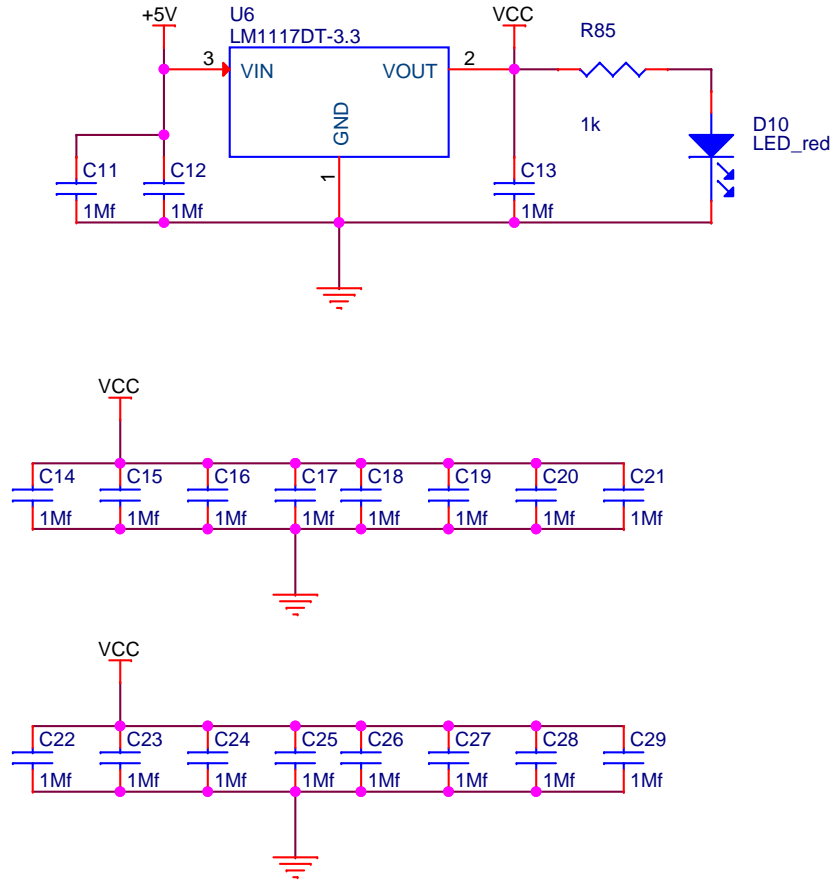 +5V
U6
LM1117DT-3.3
VCC
R85
3
VIN
VOUT
2
GND
1
1k
D10
LED_red
C11
C12
C13
1Mf
1Mf
1Mf
VCC
C14
C15
C16
C17
C18
C19
C20
C21
1Mf
1Mf
1Mf
1Mf
1Mf
1Mf
1Mf
1Mf
VCC
C22
C23
C24
C25
C26
C27
C28
C29
1Mf
1Mf
1Mf
1Mf
1Mf
1Mf
1Mf
1Mf